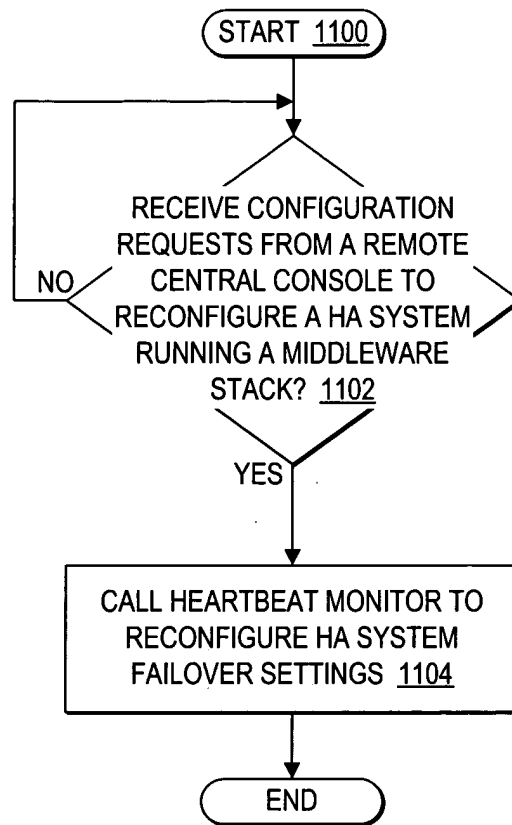 START 1100
RECEIVE CONFIGURATION
REQUESTS FROM A REMOTE
CENTRAL CONSOLE TO
NO
RECONFIGURE A HA SYSTEM
RUNNING A MIDDLEWARE
STACK? 1102
YES
CALL HEARTBEAT MONITOR TO
RECONFIGURE HA SYSTEM
FAILOVER SETTINGS 1104
END